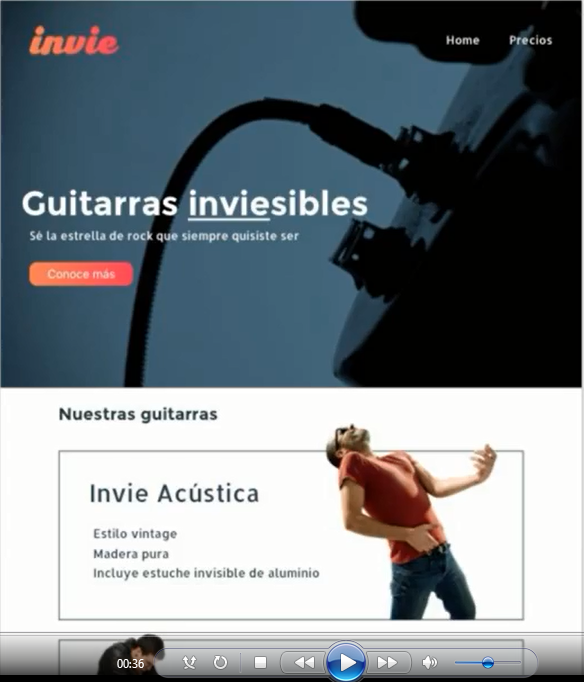 invie
Home Precios
Guitarras inviesibles
Sé la estrella de rock que siempre quisiste ser
Conoce más
Nuestras guitarras
Invie Acústica
Estilo vintage
Madera pura
Incluye estuche invisible de aluminio
00:36